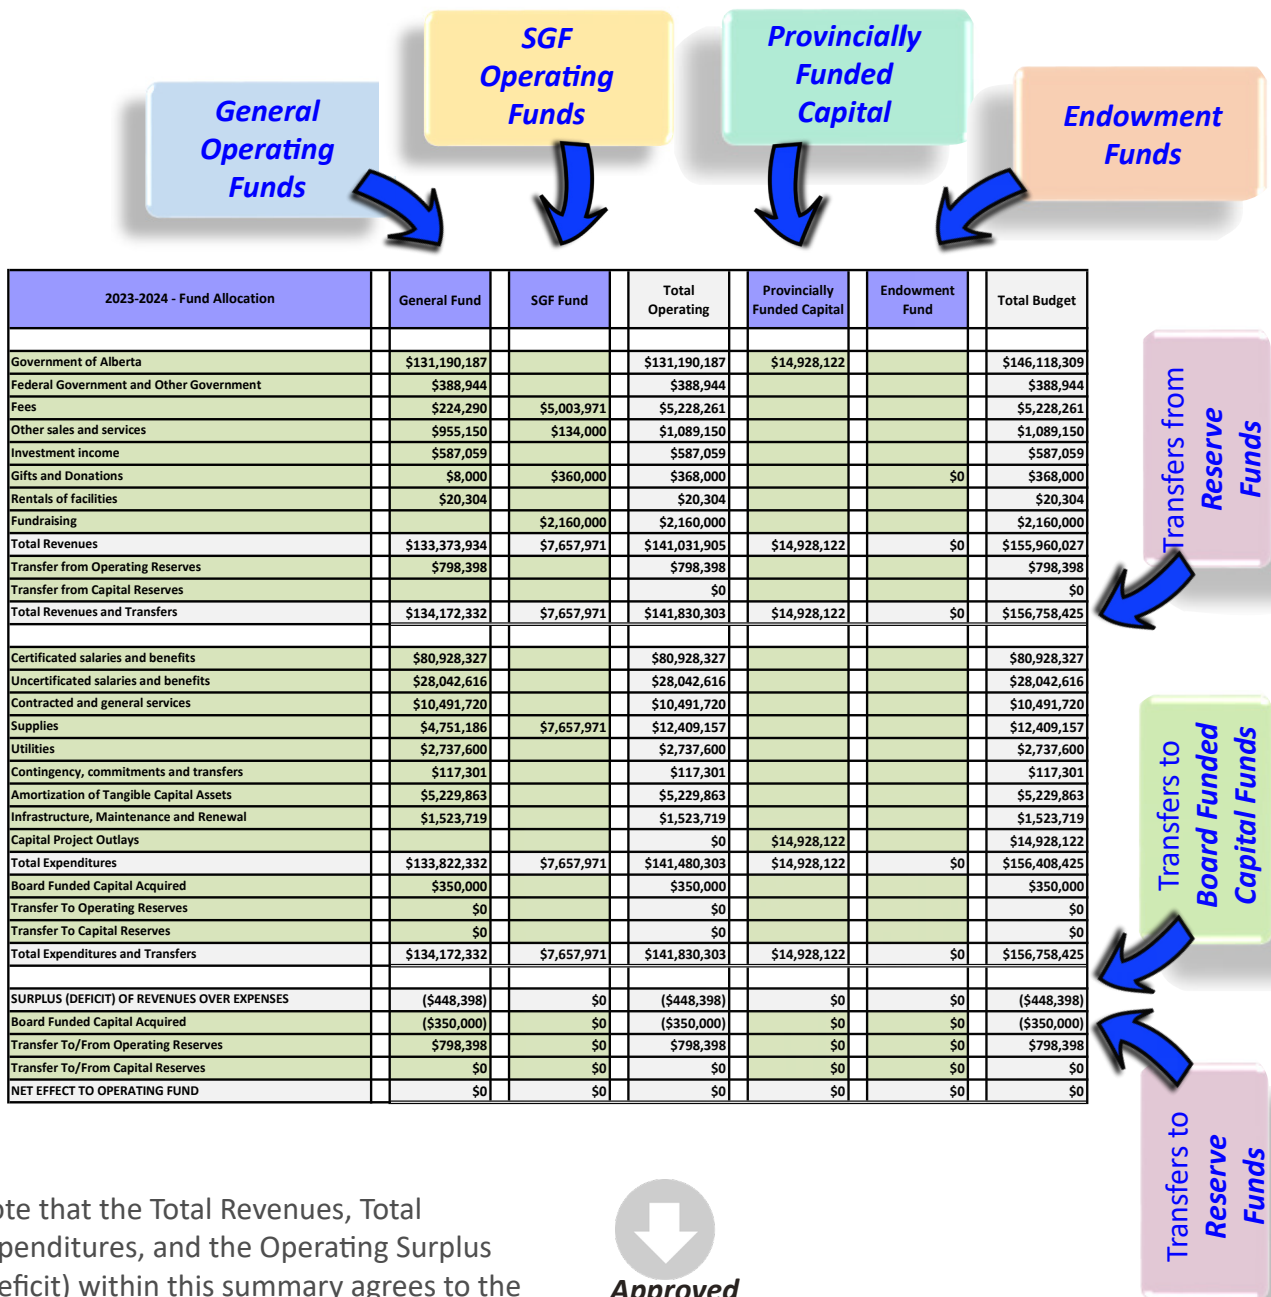 SGF
Operating
Funds
Provincially
Funded
Capital
General
Operating
Funds
Endowment
Funds
2023-2024 - Fund Allocation General Fund SGF Fund Total Operating Provincially Funded Capital Endowment Fund Total Budget
Government of Alberta $131,190,187 $131,190,187 $14,928,122 $146,118,309
Federal Government and Other Government $388,944 $388,944 $388,944
Fees $224,290 $5,003,971 $5,228,261 $5,228,261
Other sales and services $955,150 $134,000 $1,089,150 $1,089,150
Investment income $587,059 $587,059 $587,059
Gifts and Donations $8,000 $360,000 $368,000 $0 $368,000
Rentals of facilities $20,304 $20,304 $20,304
Fundraising $2,160,000 $2,160,000 $2,160,000
Total Revenues $133,373,934 $7,657,971 $141,031,905 $14,928,122 $0 $155,960,027
Transfer from Operating Reserves $798,398 $798,398 $798,398
Transfer from Capital Reserves $0 $0
Total Revenues and Transfers $134,172,332 $7,657,971 $141,830,303 $14,928,122 $0 $156,758,425
Certificated salaries and benefits $80,928,327 $80,928,327 $80,928,327
Uncertificated salaries and benefits $28,042,616 $28,042,616 $28,042,616
Contracted and general services $10,491,720 $10,491,720 $10,491,720
Supplies $4,751,186 $7,657,971 $12,409,157 $12,409,157
Utilities $2,737,600 $2,737,600 $2,737,600
Contingency, commitments and transfers $117,301 $117,301 $117,301
Amortization of Tangible Capital Assets $5,229,863 $5,229,863 $5,229,863
Infrastructure, Maintenance and Renewal $1,523,719 $1,523,719 $1,523,719
Capital Project Outlays $0 $14,928,122 $14,928,122
Total Expenditures $133,822,332 $7,657,971 $141,480,303 $14,928,122 $0 $156,408,425
Board Funded Capital Acquired $350,000 $350,000 $350,000
Transfer To Operating Reserves $0 $0 $0
Transfer To Capital Reserves $0 $0 $0
Total Expenditures and Transfers $134,172,332 $7,657,971 $141,830,303 $14,928,122 $0 $156,758,425
SURPLUS (DEFICIT) OF REVENUES OVER EXPENSES ($448,398) $0 ($448,398) $0 $0 ($448,398)
Board Funded Capital Acquired ($350,000) $0 ($350,000) $0 $0 ($350,000)
Transfer To/From Operating Reserves $798,398 $0 $798,398 $0 $0 $798,398
Transfer To/From Capital Reserves $0 $0 $0 $0 $0 $0
NET EFFECT TO OPERATING FUND $0 $0 $0 $0 $0 $0
Transfers from
Reserve
Funds
Transfers to
Board Funded
Capital Funds
Transfers to
Reserve
Funds
ote that the Total Revenues, Total
penditures, and the Operating Surplus
eficit) within this summary agrees to the
Approved